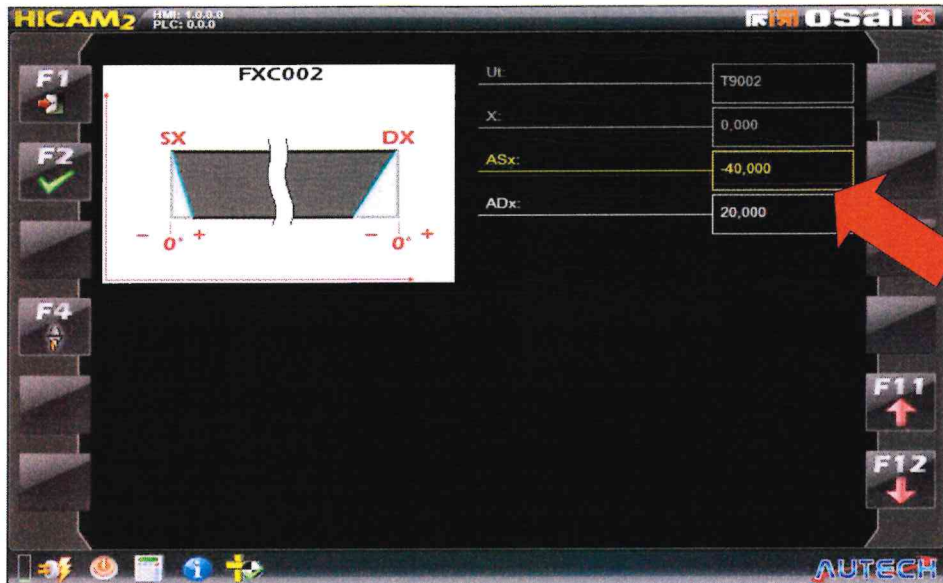 HICAM2 HMI: 1.0.0.0
PLC: 0.0.0
osai
F1
F2
F4
FXC002
SX DX
- 0° + - 0° +
Ut: T9002
X: 0,000
ASx: -40,000
ADx: 20,000
F11
F12
AUTECH